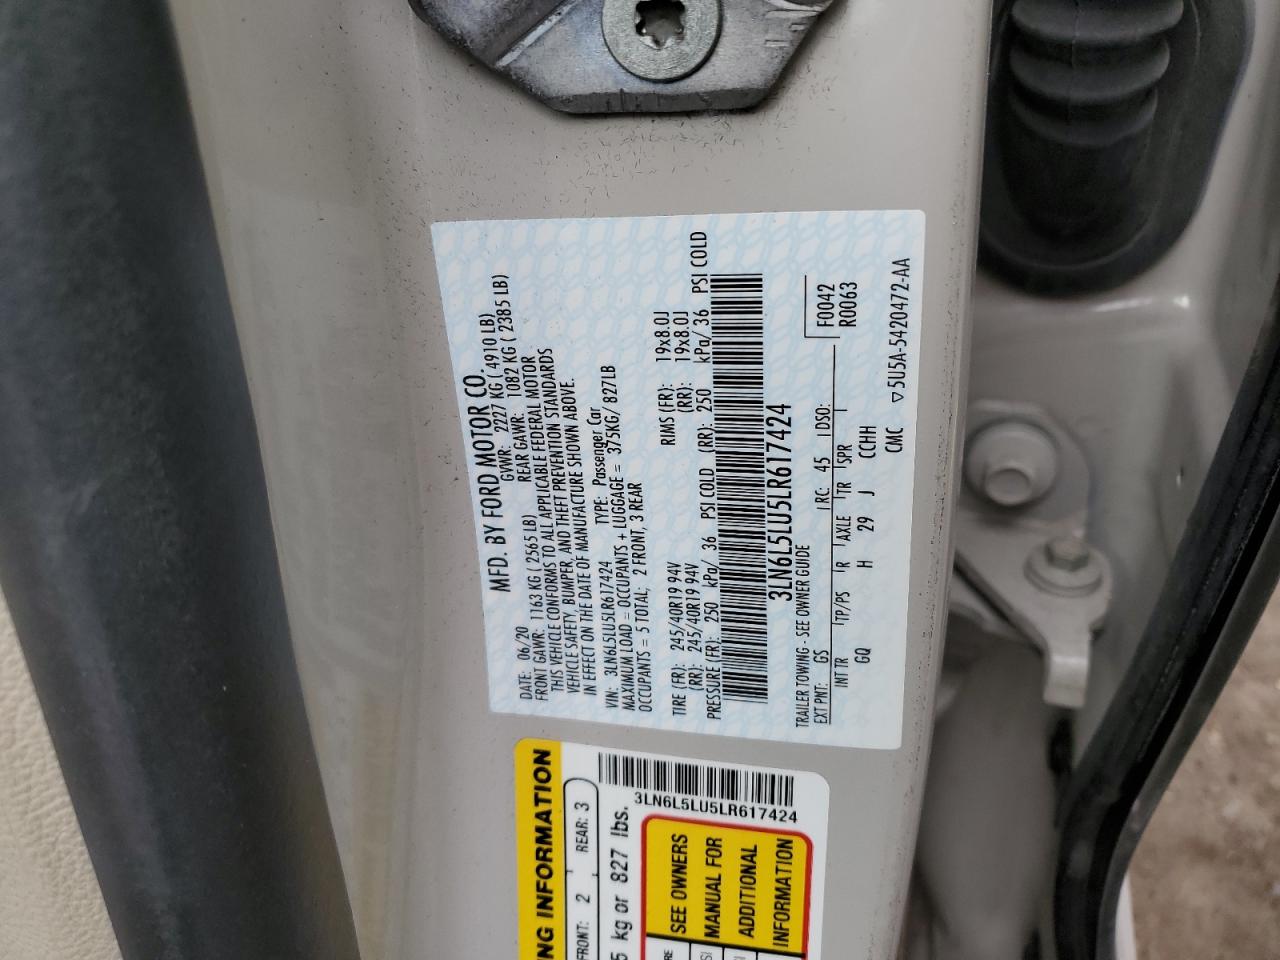 MFD. BY FORD MOTOR CO.
DATE: 06/20 GVWR: 2227 KG ( 4910 LB)
FRONT GAWR: 1163 KG ( 2565 LB) REAR GAWR: 1082 KG ( 2385 LB)
THIS VEHICLE CONFORMS TO ALL APPLICABLE FEDERAL MOTOR
VEHICLE SAFETY, BUMPER, AND THEFT PREVENTION STANDARDS
IN EFFECT ON THE DATE OF MANUFACTURE SHOWN ABOVE.
VIN: 3LN6L5LU5LR617424 TYPE: Passenger Car
MAXIMUM LOAD = OCCUPANTS + LUGGAGE = 375KG/ 827LB
OCCUPANTS = 5 TOTAL; 2 FRONT, 3 REAR
TIRE (FR): 245/40R19 94V RIMS (FR): 19x8.0J
(RR): 245/40R19 94V (RR): 19x8.0J
PRESSURE (FR): 250 kPa/ 36 PSI COLD (RR): 250 kPa/ 36 PSI COLD
3LN6L5LU5LR617424
TRAILER TOWING - SEE OWNER GUIDE
F0042
R0063
EXT PNT: GS RC: 45 DSO:
INT TR TP/PS R AXLE TR SPR
GQ H 29 J CCHH
CMC ▽5U5A-5420472-AA
NG INFORMATION
FRONT: 2 REAR: 3
5 kg or 827 lbs.
3LN6L5LU5LR617424
SEE OWNERS
MANUAL FOR
ADDITIONAL
INFORMATION